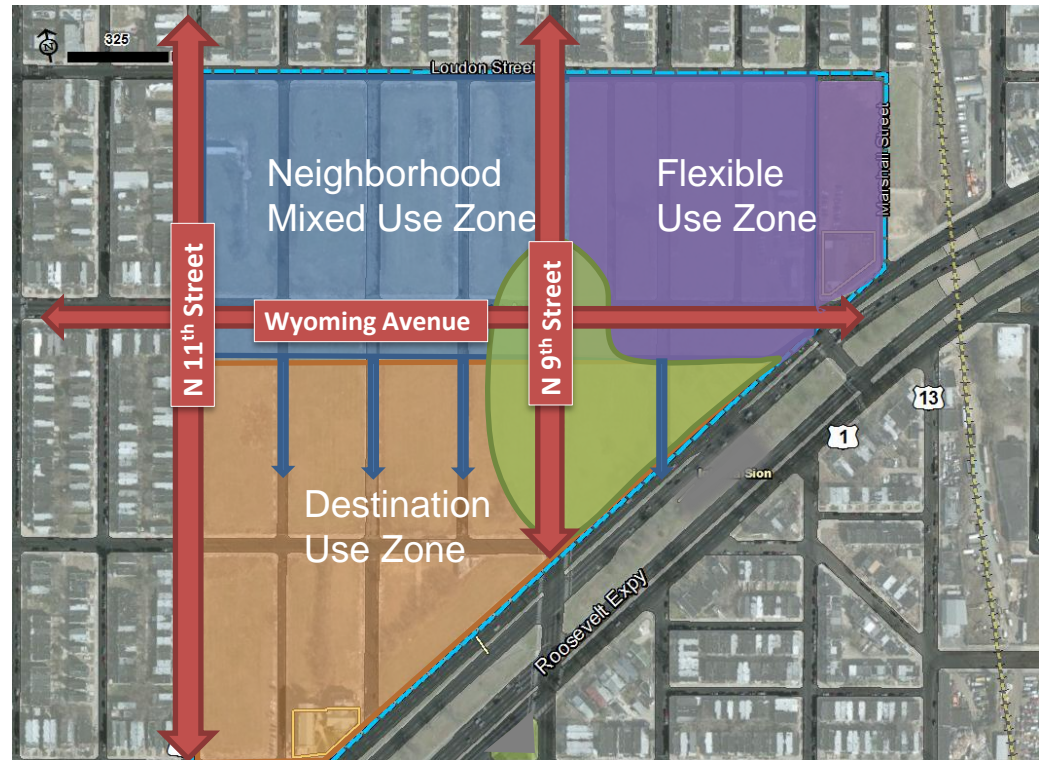 N
325
Loudon Street
Neighborhood
Mixed Use Zone
Flexible
Use Zone
Marshall Street
N 11th Street
Wyoming Avenue
N 9th Street
13
1
sion
Destination
Use Zone
Roosevelt Expy